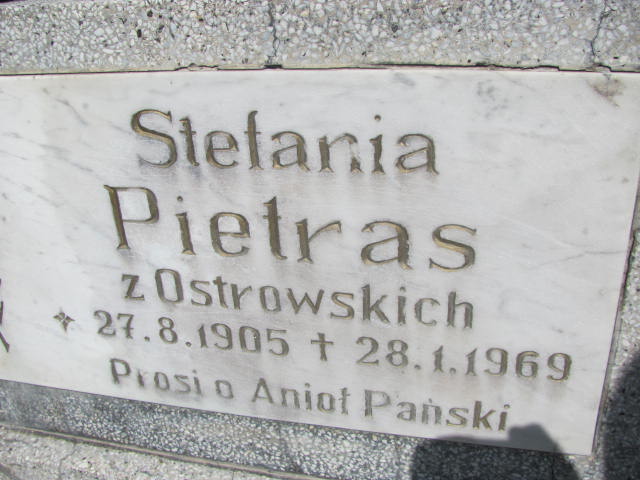 Stefania
Pietras
z Ostrowskich
27.8.1905 † 28.1.1969
Prosi o Anioł Pański